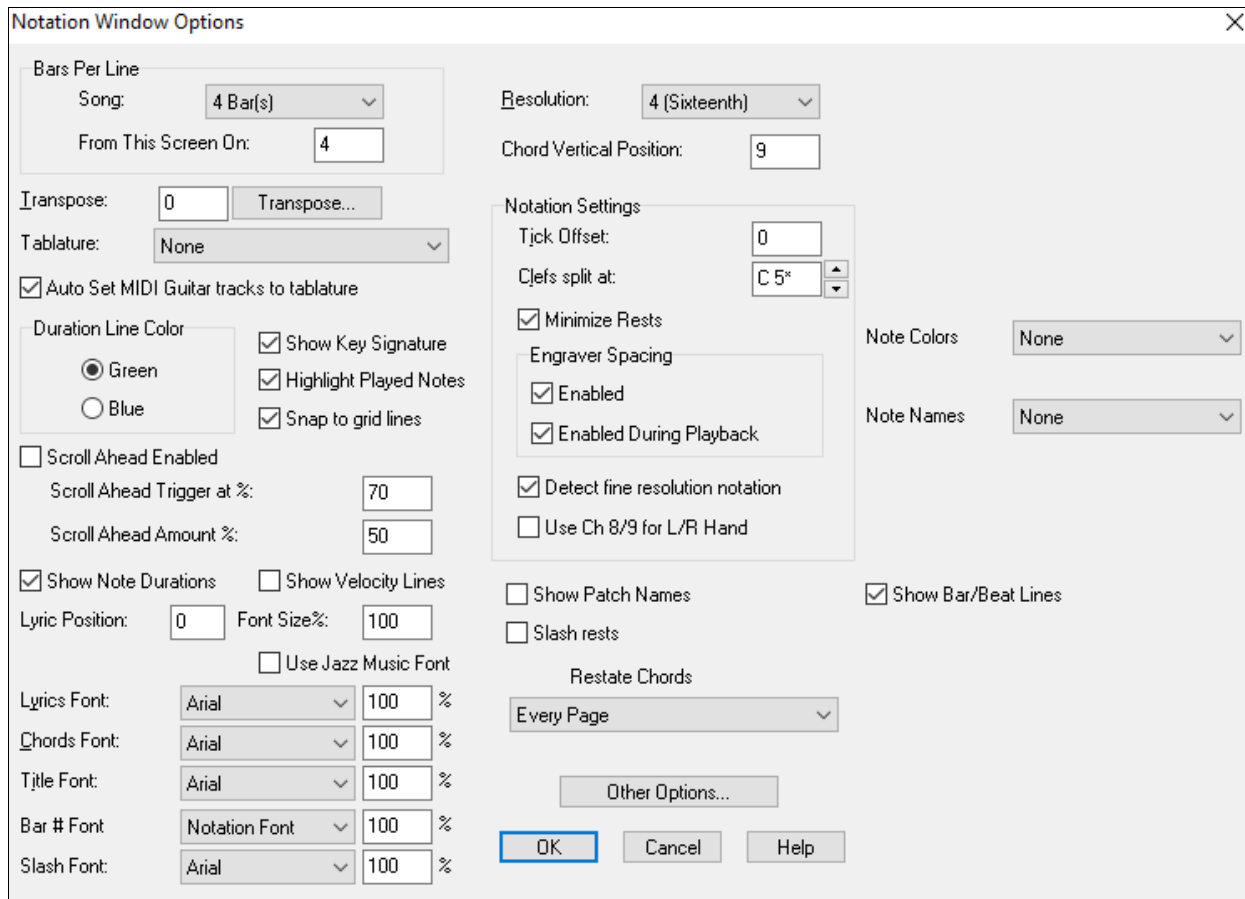 Notation Window Options
Bars Per Line
Song: 4 Bar(s)
From This Screen On: 4
Resolution: 4 (Sixteenth)
Chord Vertical Position: 9
Transpose: 0 Transpose...
Tablature: None
Auto Set MIDI Guitar tracks to tablature
Duration Line Color
Green
Blue
Show Key Signature
Highlight Played Notes
Snap to grid lines
Scroll Ahead Enabled
Scroll Ahead Trigger at %: 70
Scroll Ahead Amount %: 50
Show Note Durations Show Velocity Lines
Lyric Position: 0 Font Size%: 100
Use Jazz Music Font
Lyrics Font: Arial 100 %
Chords Font: Arial 100 %
Title Font: Arial 100 %
Bar # Font Notation Font 100 %
Slash Font: Arial 100 %
Notation Settings
Tick Offset: 0
Clefs split at: C 5*
Minimize Rests
Engraver Spacing
Enabled
Enabled During Playback
Detect fine resolution notation
Use Ch 8/9 for L/R Hand
Show Patch Names
Slash rests
Restate Chords
Every Page
Other Options...
OK Cancel Help
Note Colors None
Note Names None
Show Bar/Beat Lines